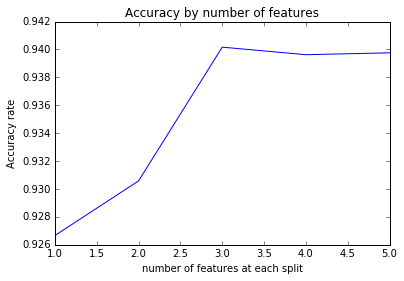 Accuracy by number of features
0.942
0.940
0.938
0.936
0.934
0.932
0.930
0.928
0.926
Accuracy rate
1.0 1.5 2.0 2.5 3.0 3.5 4.0 4.5 5.0
number of features at each split